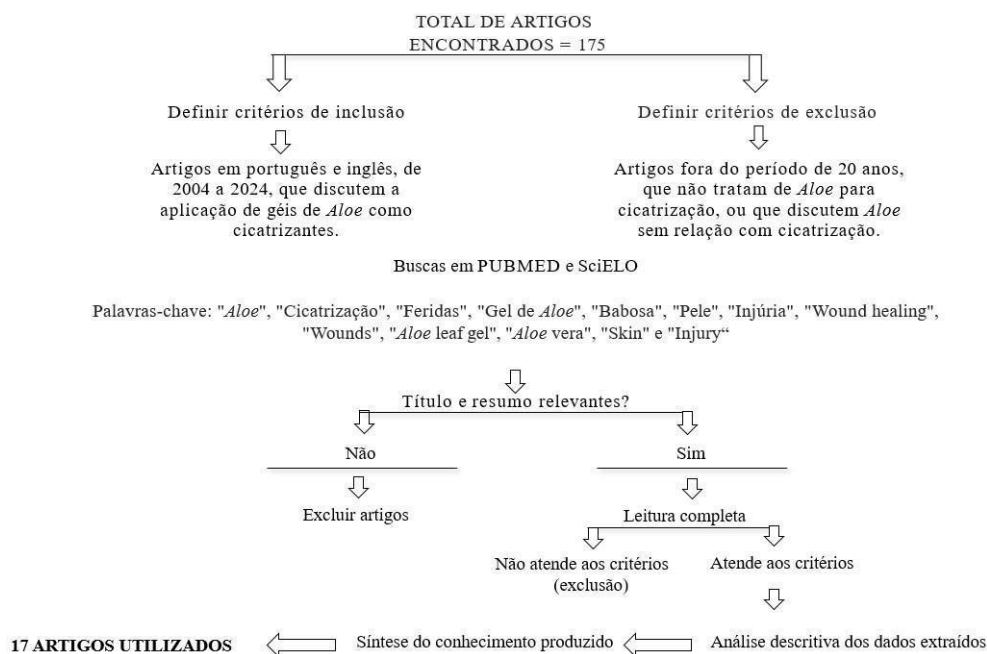 TOTAL DE ARTIGOS
ENCONTRADOS = 175
Definir critérios de inclusão
Artigos em português e inglês, de
2004 a 2024, que discutem a
aplicação de géis de Aloe como
cicatrizantes.
Definir critérios de exclusão
Artigos fora do período de 20 anos,
que não tratam de Aloe para
cicatrização, ou que discutem Aloe
sem relação com cicatrização.
Buscas em PUBMED e SciELO
Palavras-chave: "Aloe", "Cicatrização", "Feridas", "Gel de Aloe", "Babosa", "Pele", "Injúria", "Wound healing",
"Wounds", "Aloe leaf gel", "Aloe vera", "Skin" e "Injury“
Título e resumo relevantes?
Não
Excluir artigos
Sim
Leitura completa
Não atende aos critérios
(exclusão)
Atende aos critérios
Análise descritiva dos dados extraídos
Síntese do conhecimento produzido
17 ARTIGOS UTILIZADOS